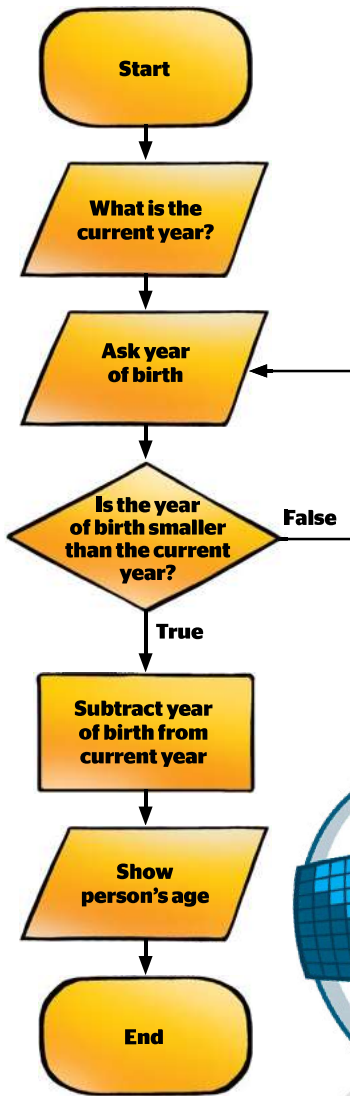 Start
What is the
current year?
Ask year
of birth
Is the year
of birth smaller
than the current
year?
False
True
Subtract year
of birth from
current year
Show
person's age
End